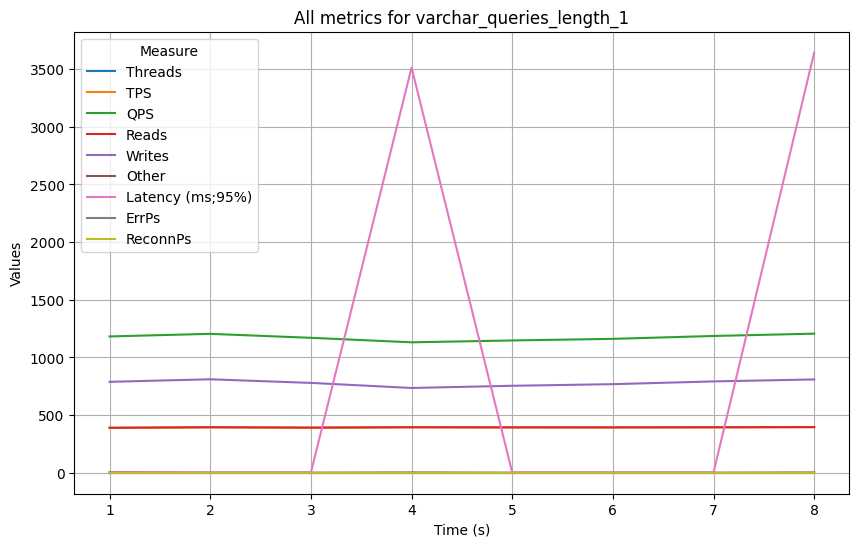 All metrics for varchar_queries_length_1
Measure
Threads
TPS
QPS
Reads
Writes
Other
Latency (ms;95%)
ErrPs
ReconnPs
Values
3500
3000
2500
2000
1500
1000
500
0
1 2 3 4 5 6 7 8
Time (s)